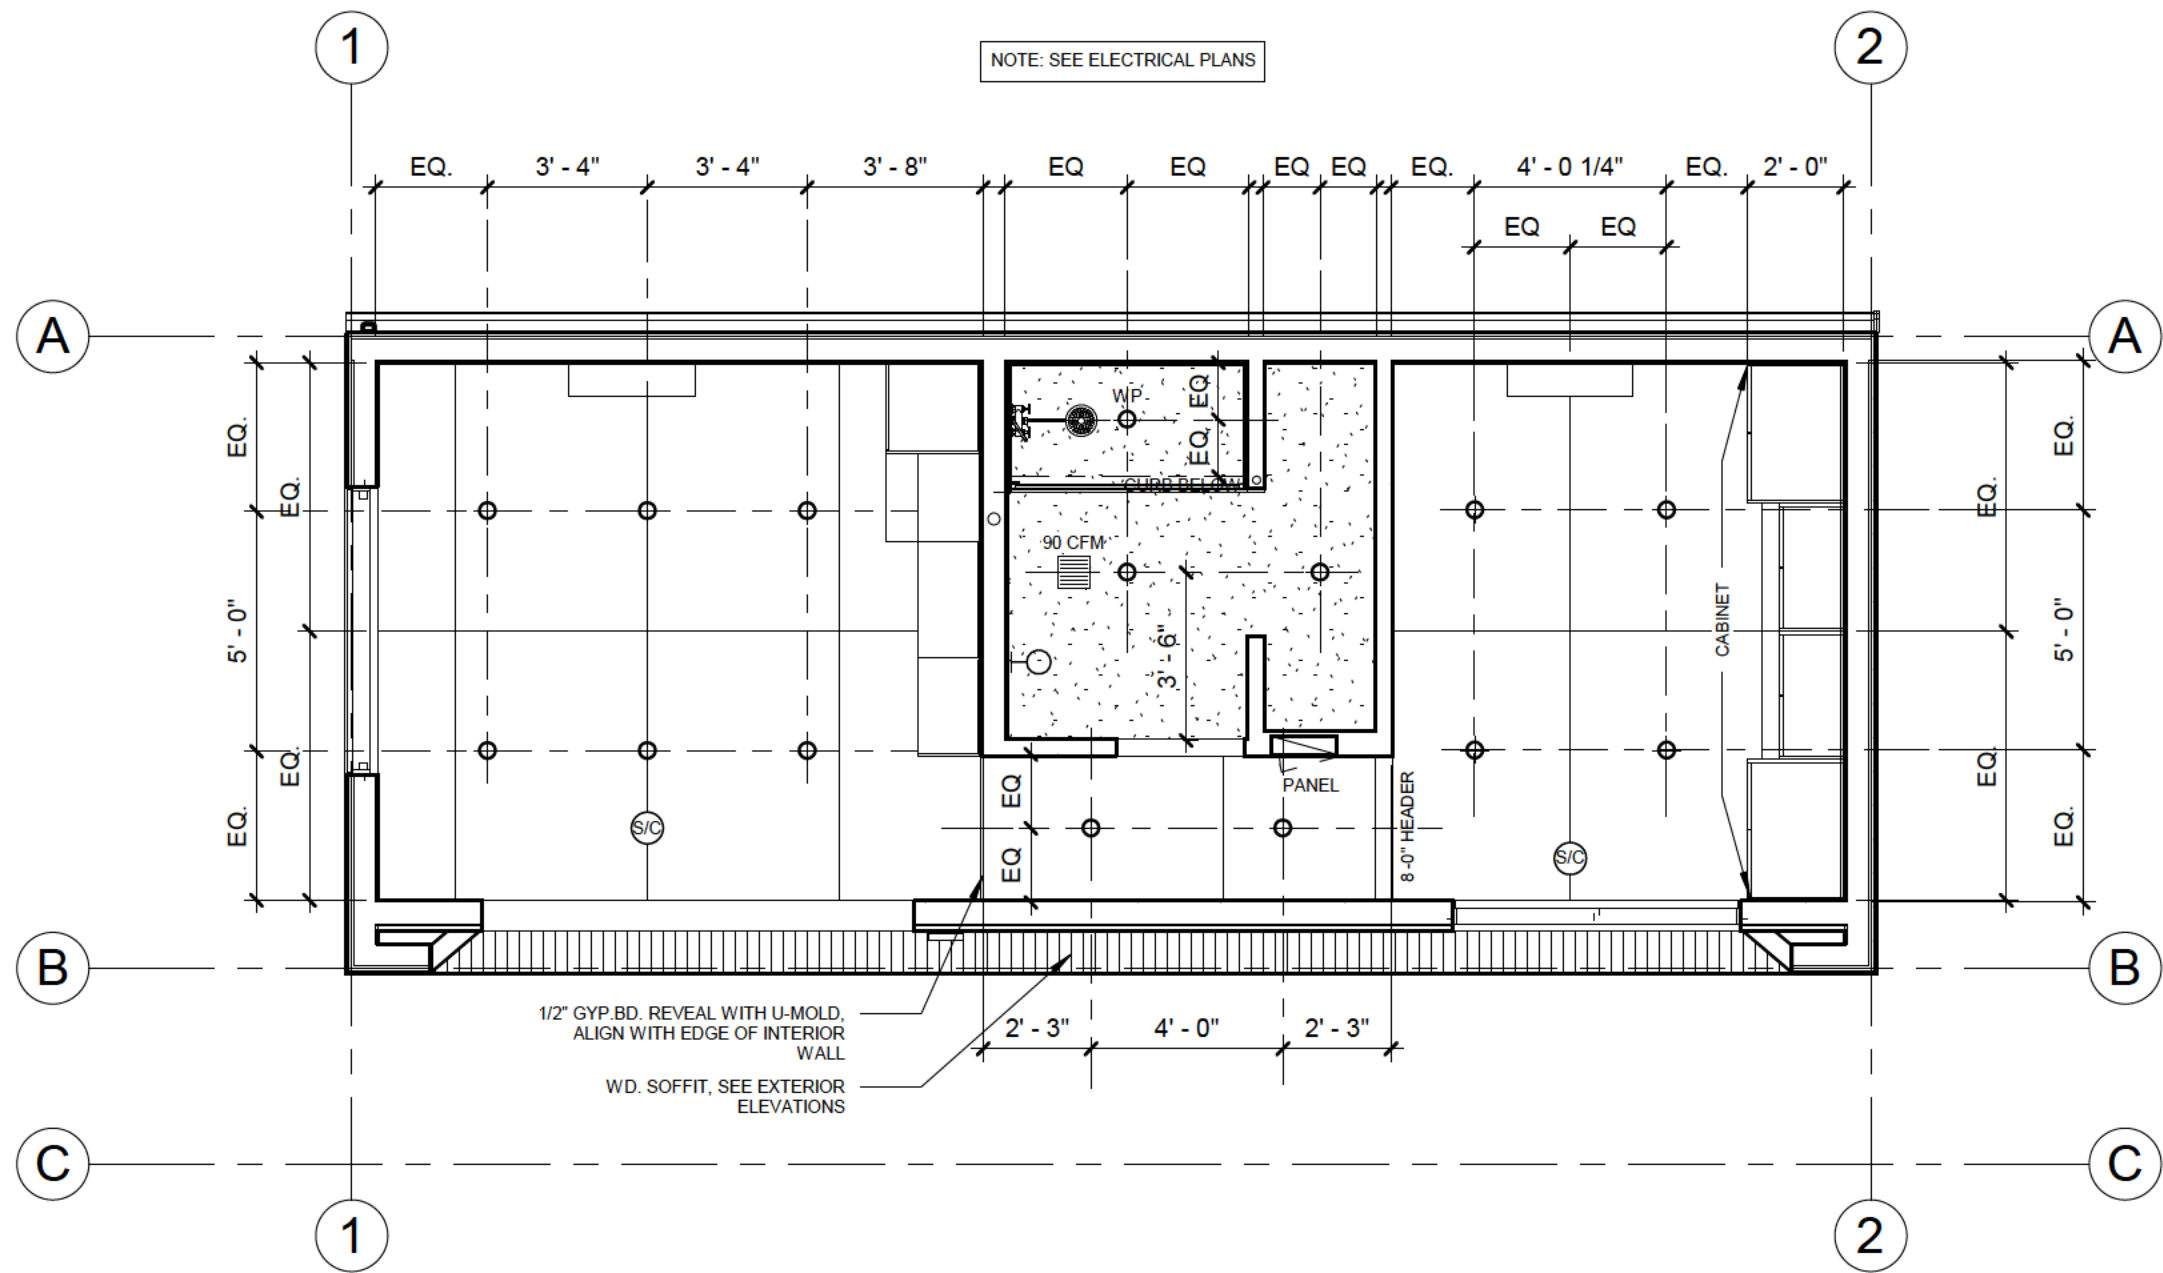 1
2
NOTE: SEE ELECTRICAL PLANS
EQ.
3' - 4"
3' - 4"
3' - 8"
EQ
EQ
EQ
EQ
EQ.
4' - 0 1/4"
EQ.
2' - 0"
EQ
EQ
A
A
WP
EQ
EQ
EQ.
EQ.
EQ.
EQ.
CURB BELOW
90 CFM
5' - 0"
3' - 6"
CABINET
5' - 0"
EQ.
EQ.
PANEL
EQ
8 -0" HEADER
EQ.
S/C
EQ
S/C
EQ.
B
B
1/2" GYP.BD. REVEAL WITH U-MOLD,
ALIGN WITH EDGE OF INTERIOR
WALL
2' - 3"
4' - 0"
2' - 3"
WD. SOFFIT, SEE EXTERIOR
ELEVATIONS
C
C
1
2